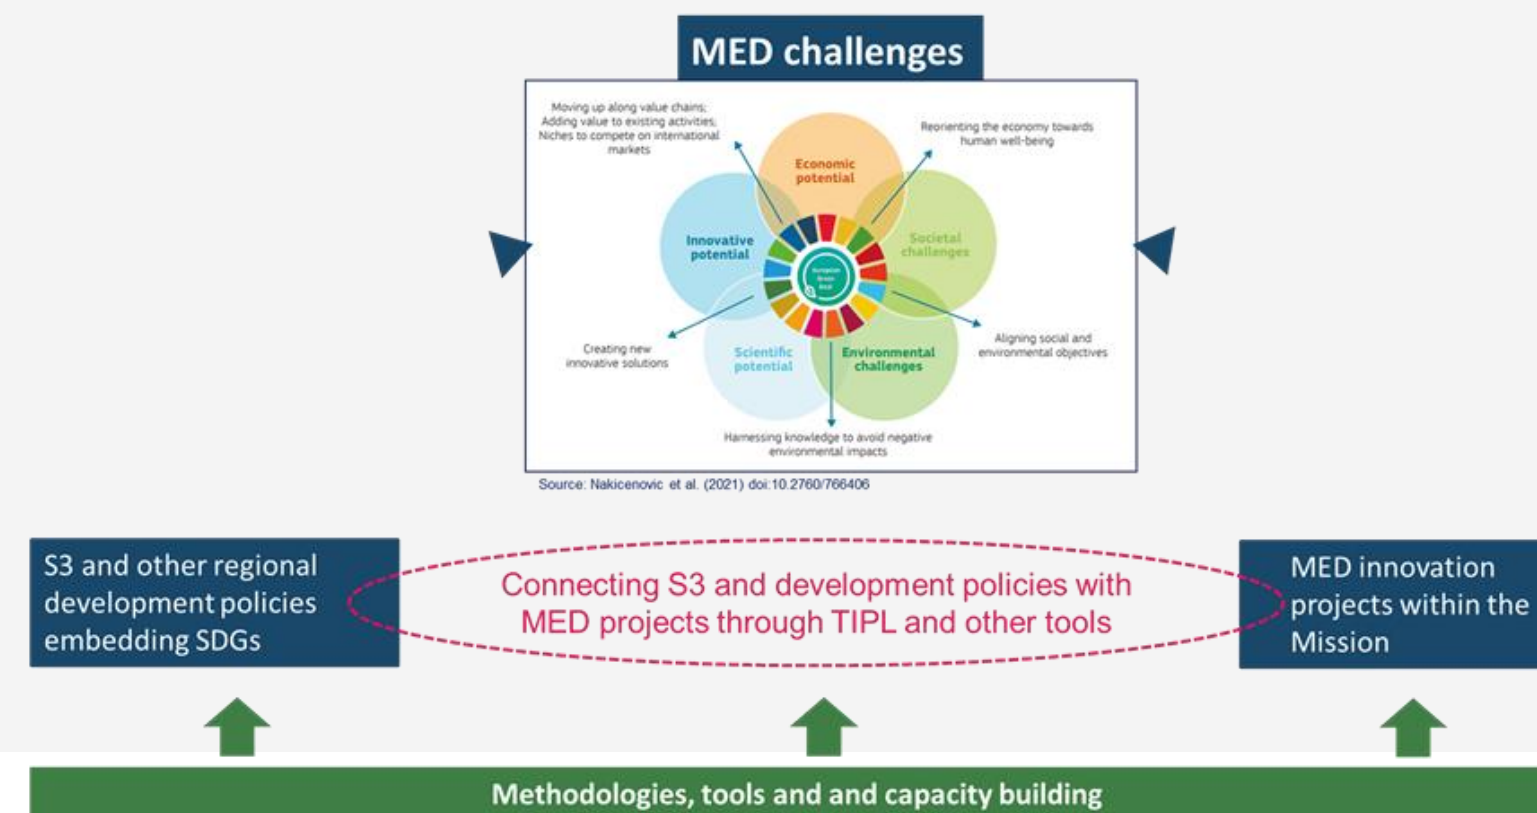 MED challenges
Moving up along value chains;
Adding value to existing activities;
Niches to compete on international
markets
Reorienting the economy towards
human well-being
Economic
potential
Innovative
potential
Societal
challenges
European
Green
Deal
Creating new
innovative solutions
Scientific
potential
Environmental
challenges
Aligning social and
environmental objectives
Harnessing knowledge to avoid negative
environmental impacts
Source: Nakicenovic et al. (2021) doi:10.2760/766406
S3 and other regional
development policies
embedding SDGs
Connecting S3 and development policies with
MED projects through TIPL and other tools
MED innovation
projects within the
Mission
Methodologies, tools and and capacity building